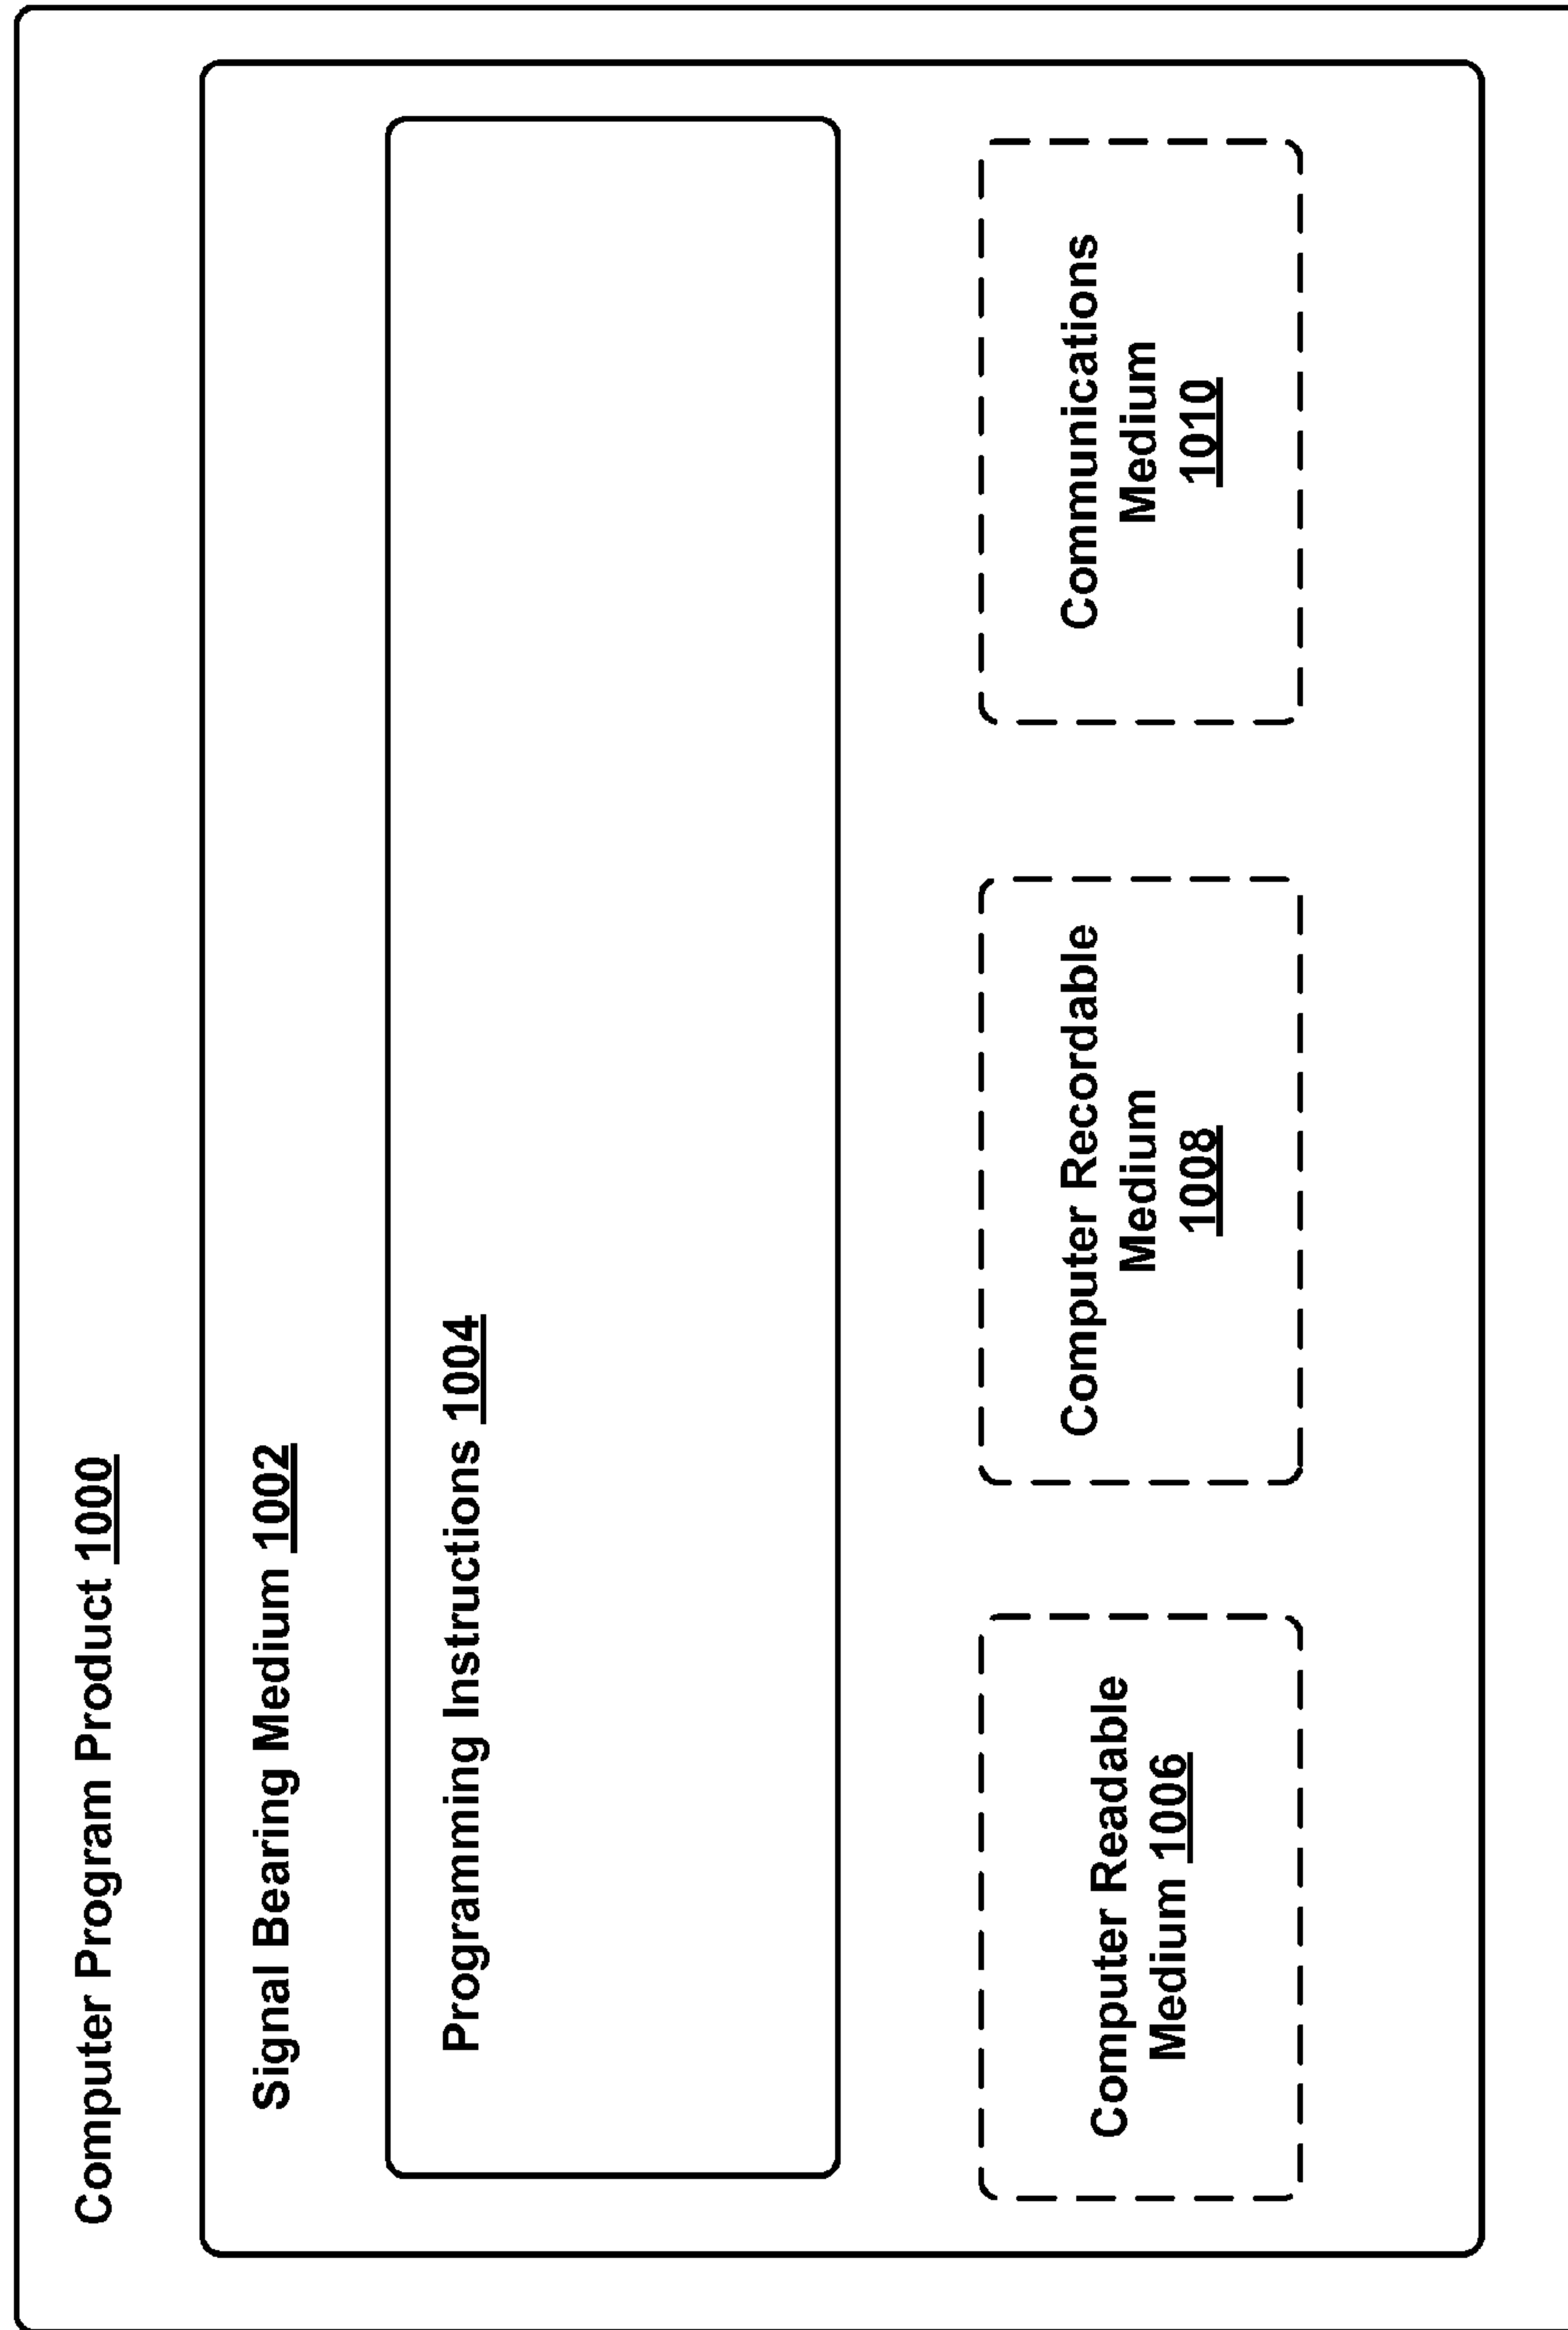 Computer Program Product 1000
Signal Bearing Medium 1002
Programming Instructions 1004
Computer Readable
Medium 1006
Computer Recordable
Medium
1008
Communications
Medium
1010